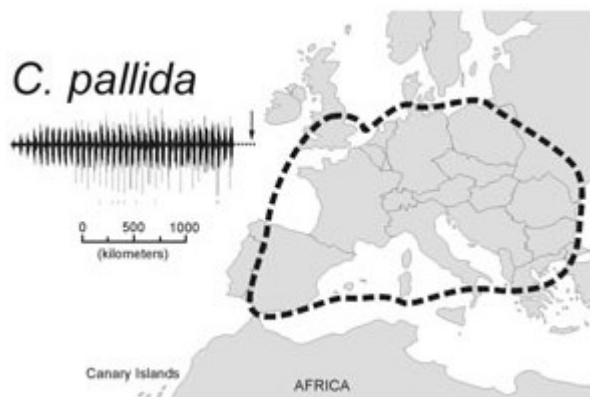 C. pallida
0 500 1000
(kilometers)
Canary Islands
AFRICA